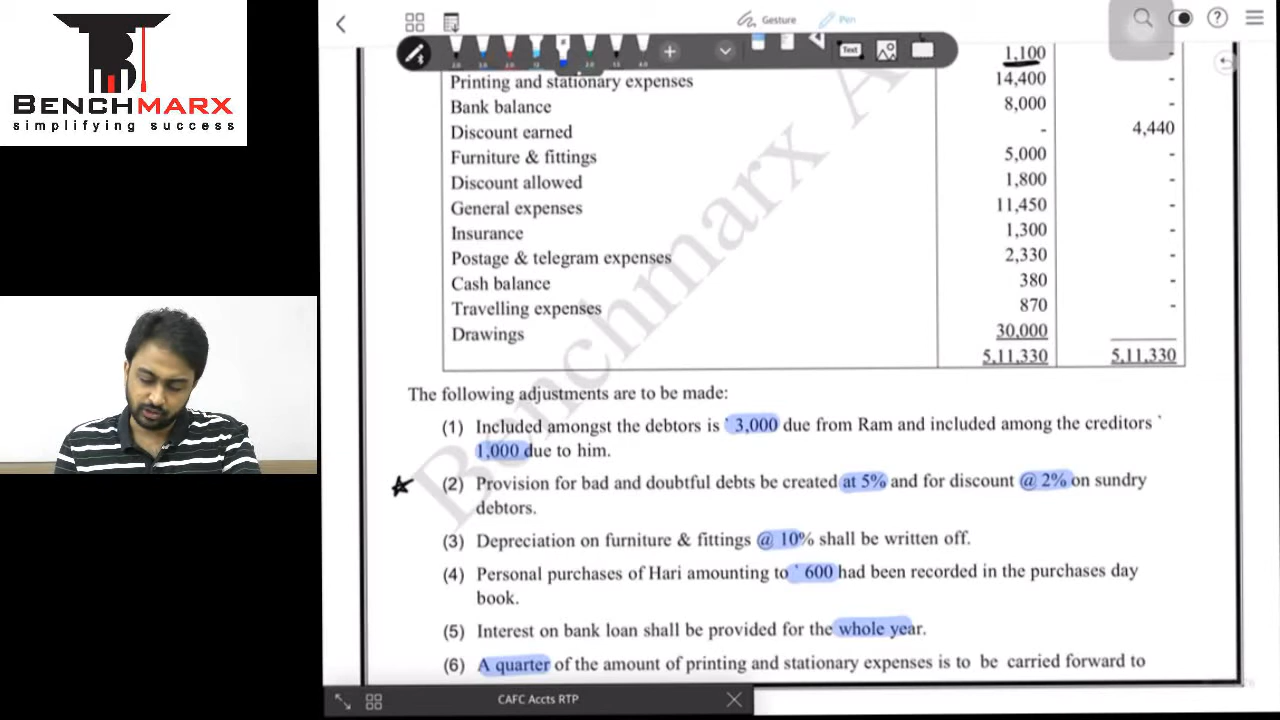 BENCHMARX
simplifying success
Gesture
Pen
Text
1,100 -
Printing and stationary expenses 14,400 -
Bank balance 8,000 -
Discount earned - 4,440
Furniture & fittings 5,000 -
Discount allowed 1,800 -
General expenses 11,450 -
Insurance 1,300 -
Postage & telegram expenses 2,330 -
Cash balance 380 -
Travelling expenses 870 -
Drawings 30,000
5,11,330 5,11,330
Benchmarx A
The following adjustments are to be made:
(1) Included amongst the debtors is ` 3,000 due from Ram and included among the creditors `
1,000 due to him.
(2) Provision for bad and doubtful debts be created at 5% and for discount @ 2% on sundry
debtors.
(3) Depreciation on furniture & fittings @ 10% shall be written off.
(4) Personal purchases of Hari amounting to ` 600 had been recorded in the purchases day
book.
(5) Interest on bank loan shall be provided for the whole year.
(6) A quarter of the amount of printing and stationary expenses is to be carried forward to
CAFC Accts RTP